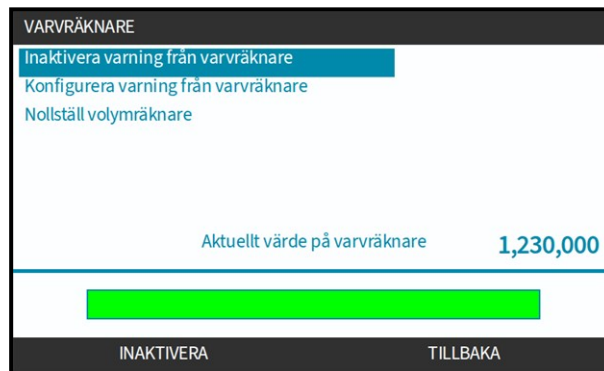 VARVRÄKNARE
Inaktivera varning från varvräknare
Konfigurera varning från varvräknare
Nollställ volymräknare
Aktuellt värde på varvräknare 1,230,000
INAKTIVERA TILLBAKA